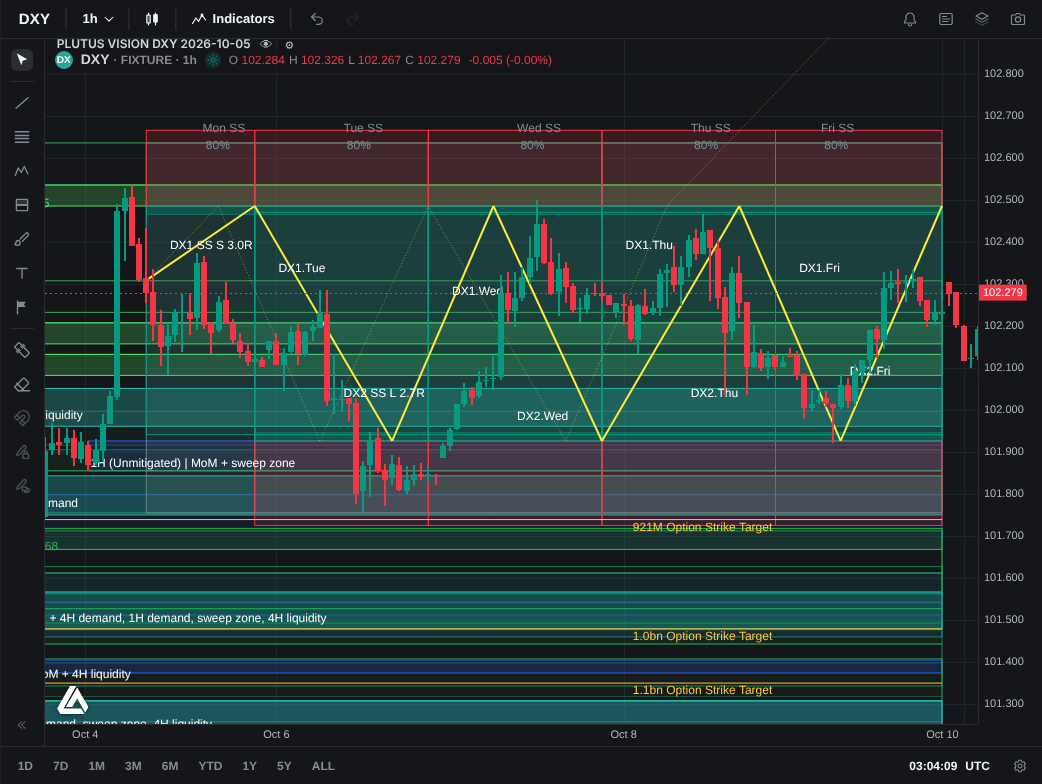 DXY
1h
Indicators
PLUTUS VISION DXY 2026-10-05
DX DXY · FIXTURE · 1h O 102.284 H 102.326 L 102.267 C 102.279 -0.005 (-0.00%)
102.800
102.700
Mon SS Tue SS Wed SS Thu SS Fri SS
80% 80% 80% 80% 80%
102.600
102.500
5
DX1 SS S 3.0R DX1.Thu
102.400
DX1.Tue DX1.Fri
DX1.Wed
102.300
102.279
102.200
102.100
DX2.Fri
DX2 SS L 2.7R DX2.Thu
102.000
iquidity DX2.Wed
101.900
1H (Unmitigated) | MoM + sweep zone
101.800
mand
921M Option Strike Target
101.700
68
101.600
+ 4H demand, 1H demand, sweep zone, 4H liquidity
101.500
1.0bn Option Strike Target
101.400
oM + 4H liquidity
1.1bn Option Strike Target
101.300
mand, sweep zone, 4H liquidity
Oct 4 Oct 6 Oct 8 Oct 10
1D 7D 1M 3M 6M YTD 1Y 5Y ALL 03:04:09 UTC